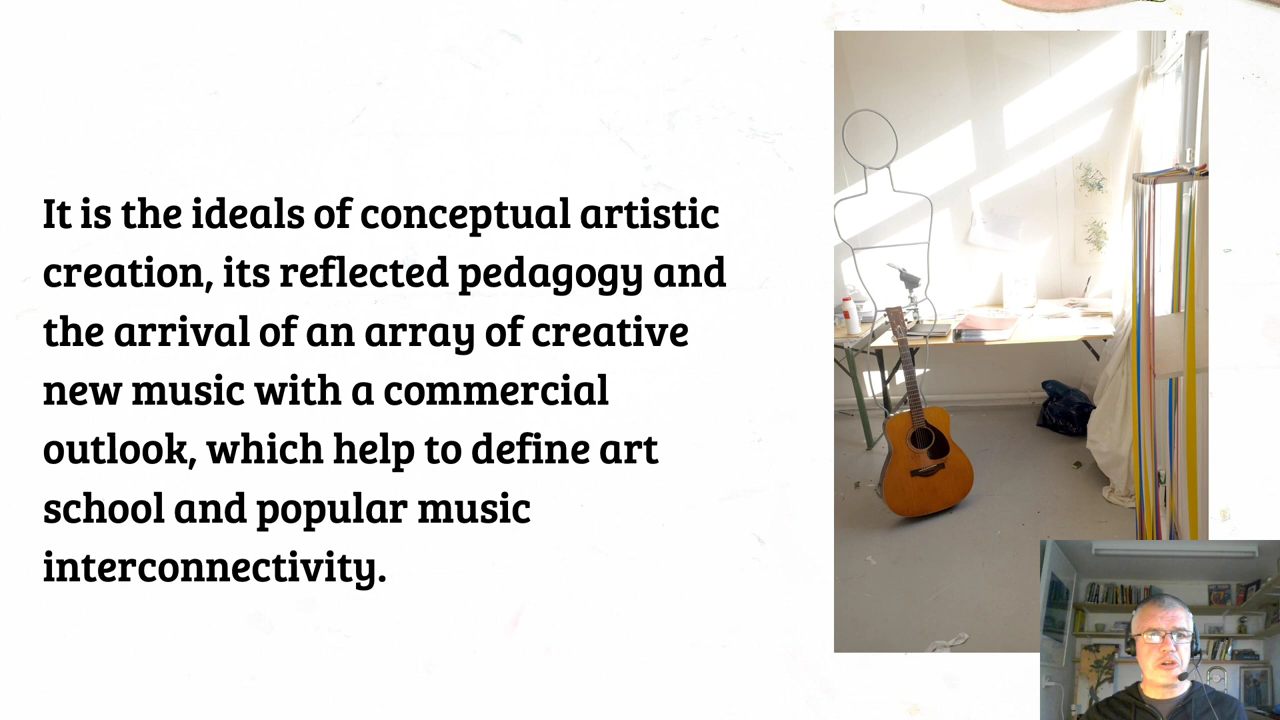 It is the ideals of conceptual artistic
creation, its reflected pedagogy and
the arrival of an array of creative
new music with a commercial
outlook, which help to define art
school and popular music
interconnectivity.